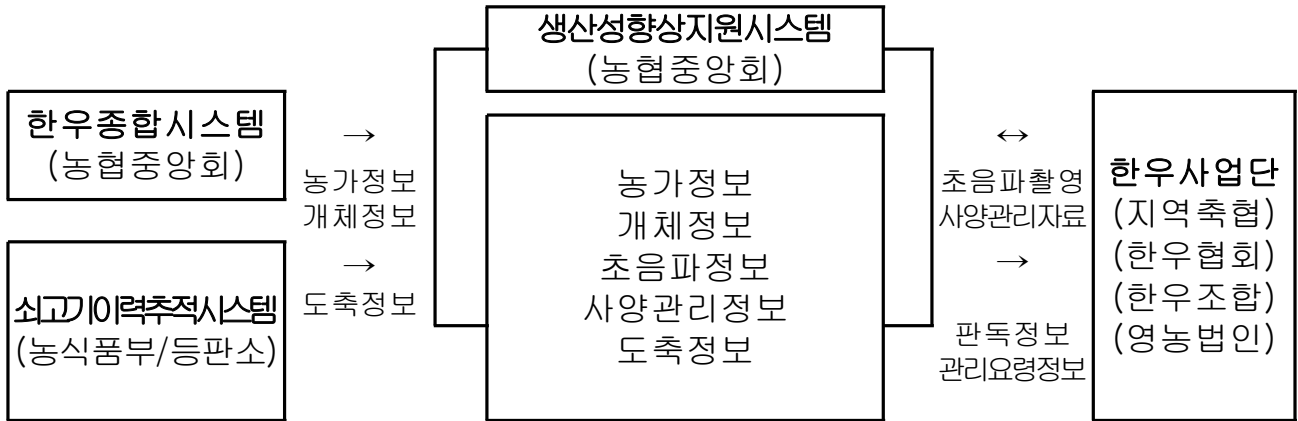 생산성향상지원시스템
(농협중앙회)
한우종합시스템
(농협중앙회)
쇠고기이력추적시스템
(농식품부/등판소)
→
농가정보
개체정보
→
도축정보
농가정보
개체정보
초음파정보
사양관리정보
도축정보
↔
초음파촬영
사양관리자료
→
판독정보
관리요령정보
한우사업단
(지역축협)
(한우협회)
(한우조합)
(영농법인)